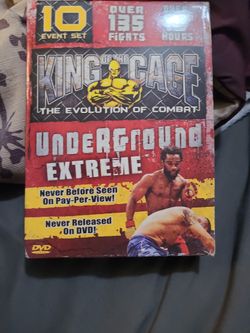 10
EVENT SET
OVER
135
FIGHTS
OVER
HOURS
KING OF THE CAGE
THE EVOLUTION OF COMBAT
UNDERGROUND
EXTREME
Never Before Seen
On Pay-Per-View!
Never Released
On DVD!
DVD